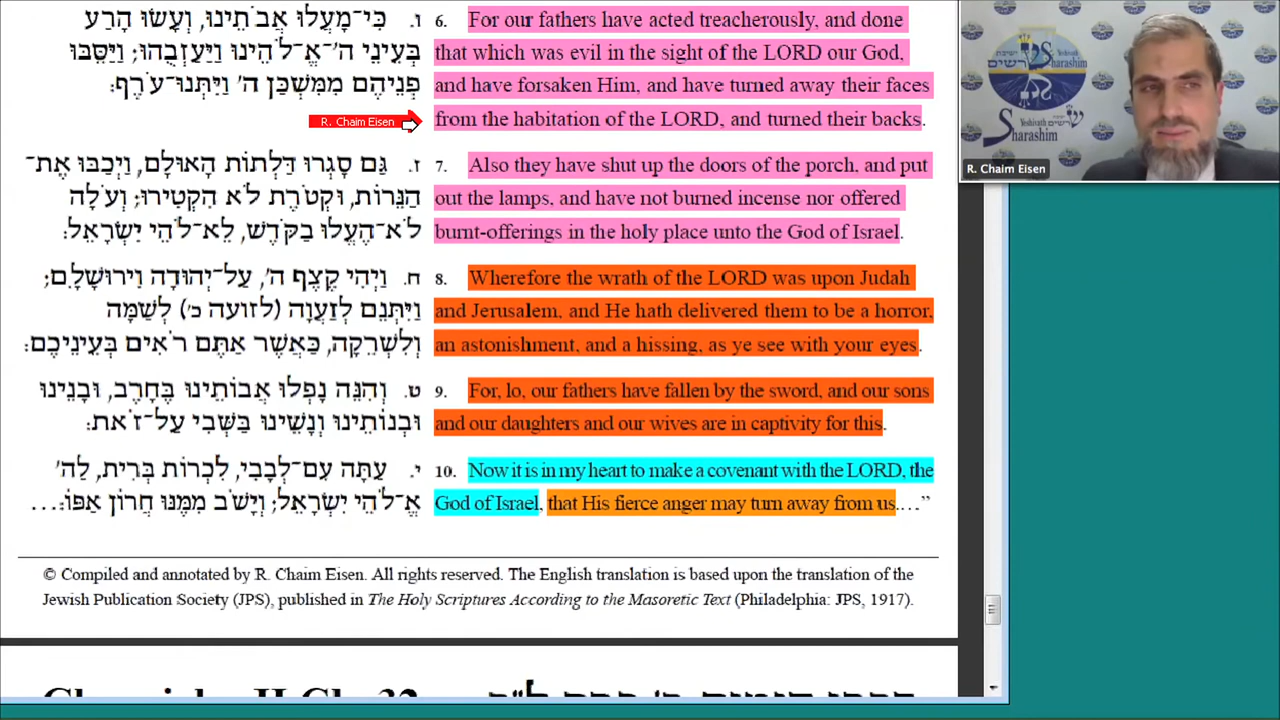 ו. כִּי־מָעֲלוּ אֲבֹתֵינוּ, וְעָשׂוּ הָרַע
בְּעֵינֵי ה׳־אֱ־לֹהֵינוּ וַיַּעַזְבֻהוּ; וַיַּסֵּבּוּ
פְנֵיהֶם מִמִּשְׁכַּן ה׳ וַיִּתְּנוּ־עֹרֶף:
6. For our fathers have acted treacherously, and done
that which was evil in the sight of the LORD our God,
and have forsaken Him, and have turned away their faces
from the habitation of the LORD, and turned their backs.
R. Chaim Eisen
ז. גַּם סָגְרוּ דַּלְתוֹת הָאוּלָם, וַיְכַבּוּ אֶת־
הַנֵּרוֹת, וּקְטֹרֶת לֹא הִקְטִירוּ; וְעֹלָה
לֹא־הֶעֱלוּ בַקֹּדֶשׁ, לֵא־לֹהֵי יִשְׂרָאֵל:
7. Also they have shut up the doors of the porch, and put
out the lamps, and have not burned incense nor offered
burnt-offerings in the holy place unto the God of Israel.
ח. וַיְהִי קֶצֶף ה׳, עַל־יְהוּדָה וִירוּשָׁלָ͏ִם;
וַיִּתְּנֵם לְזַעֲוָה (לזועה כ׳) לְשַׁמָּה
וְלִשְׁרֵקָה, כַּאֲשֶׁר אַתֶּם רֹאִים בְּעֵינֵיכֶם:
8. Wherefore the wrath of the LORD was upon Judah
and Jerusalem, and He hath delivered them to be a horror,
an astonishment, and a hissing, as ye see with your eyes.
ט. וְהִנֵּה נָפְלוּ אֲבוֹתֵינוּ בֶּחָרֶב, וּבָנֵינוּ
וּבְנוֹתֵינוּ וְנָשֵׁינוּ בַּשְּׁבִי עַל־זֹאת:
9. For, lo, our fathers have fallen by the sword, and our sons
and our daughters and our wives are in captivity for this.
י. עַתָּה עִם־לְבָבִי, לִכְרוֹת בְּרִית, לַה׳
אֱ־לֹהֵי יִשְׂרָאֵל; וְיָשֹׁב מִמֶּנּוּ חֲרוֹן אַפּוֹ:...
10. Now it is in my heart to make a covenant with the LORD, the
God of Israel, that His fierce anger may turn away from us.…”
© Compiled and annotated by R. Chaim Eisen. All rights reserved. The English translation is based upon the translation of the
Jewish Publication Society (JPS), published in The Holy Scriptures According to the Masoretic Text (Philadelphia: JPS, 1917).
Yeshivath
Sharashim
ישיבת
שרשים
R. Chaim Eisen